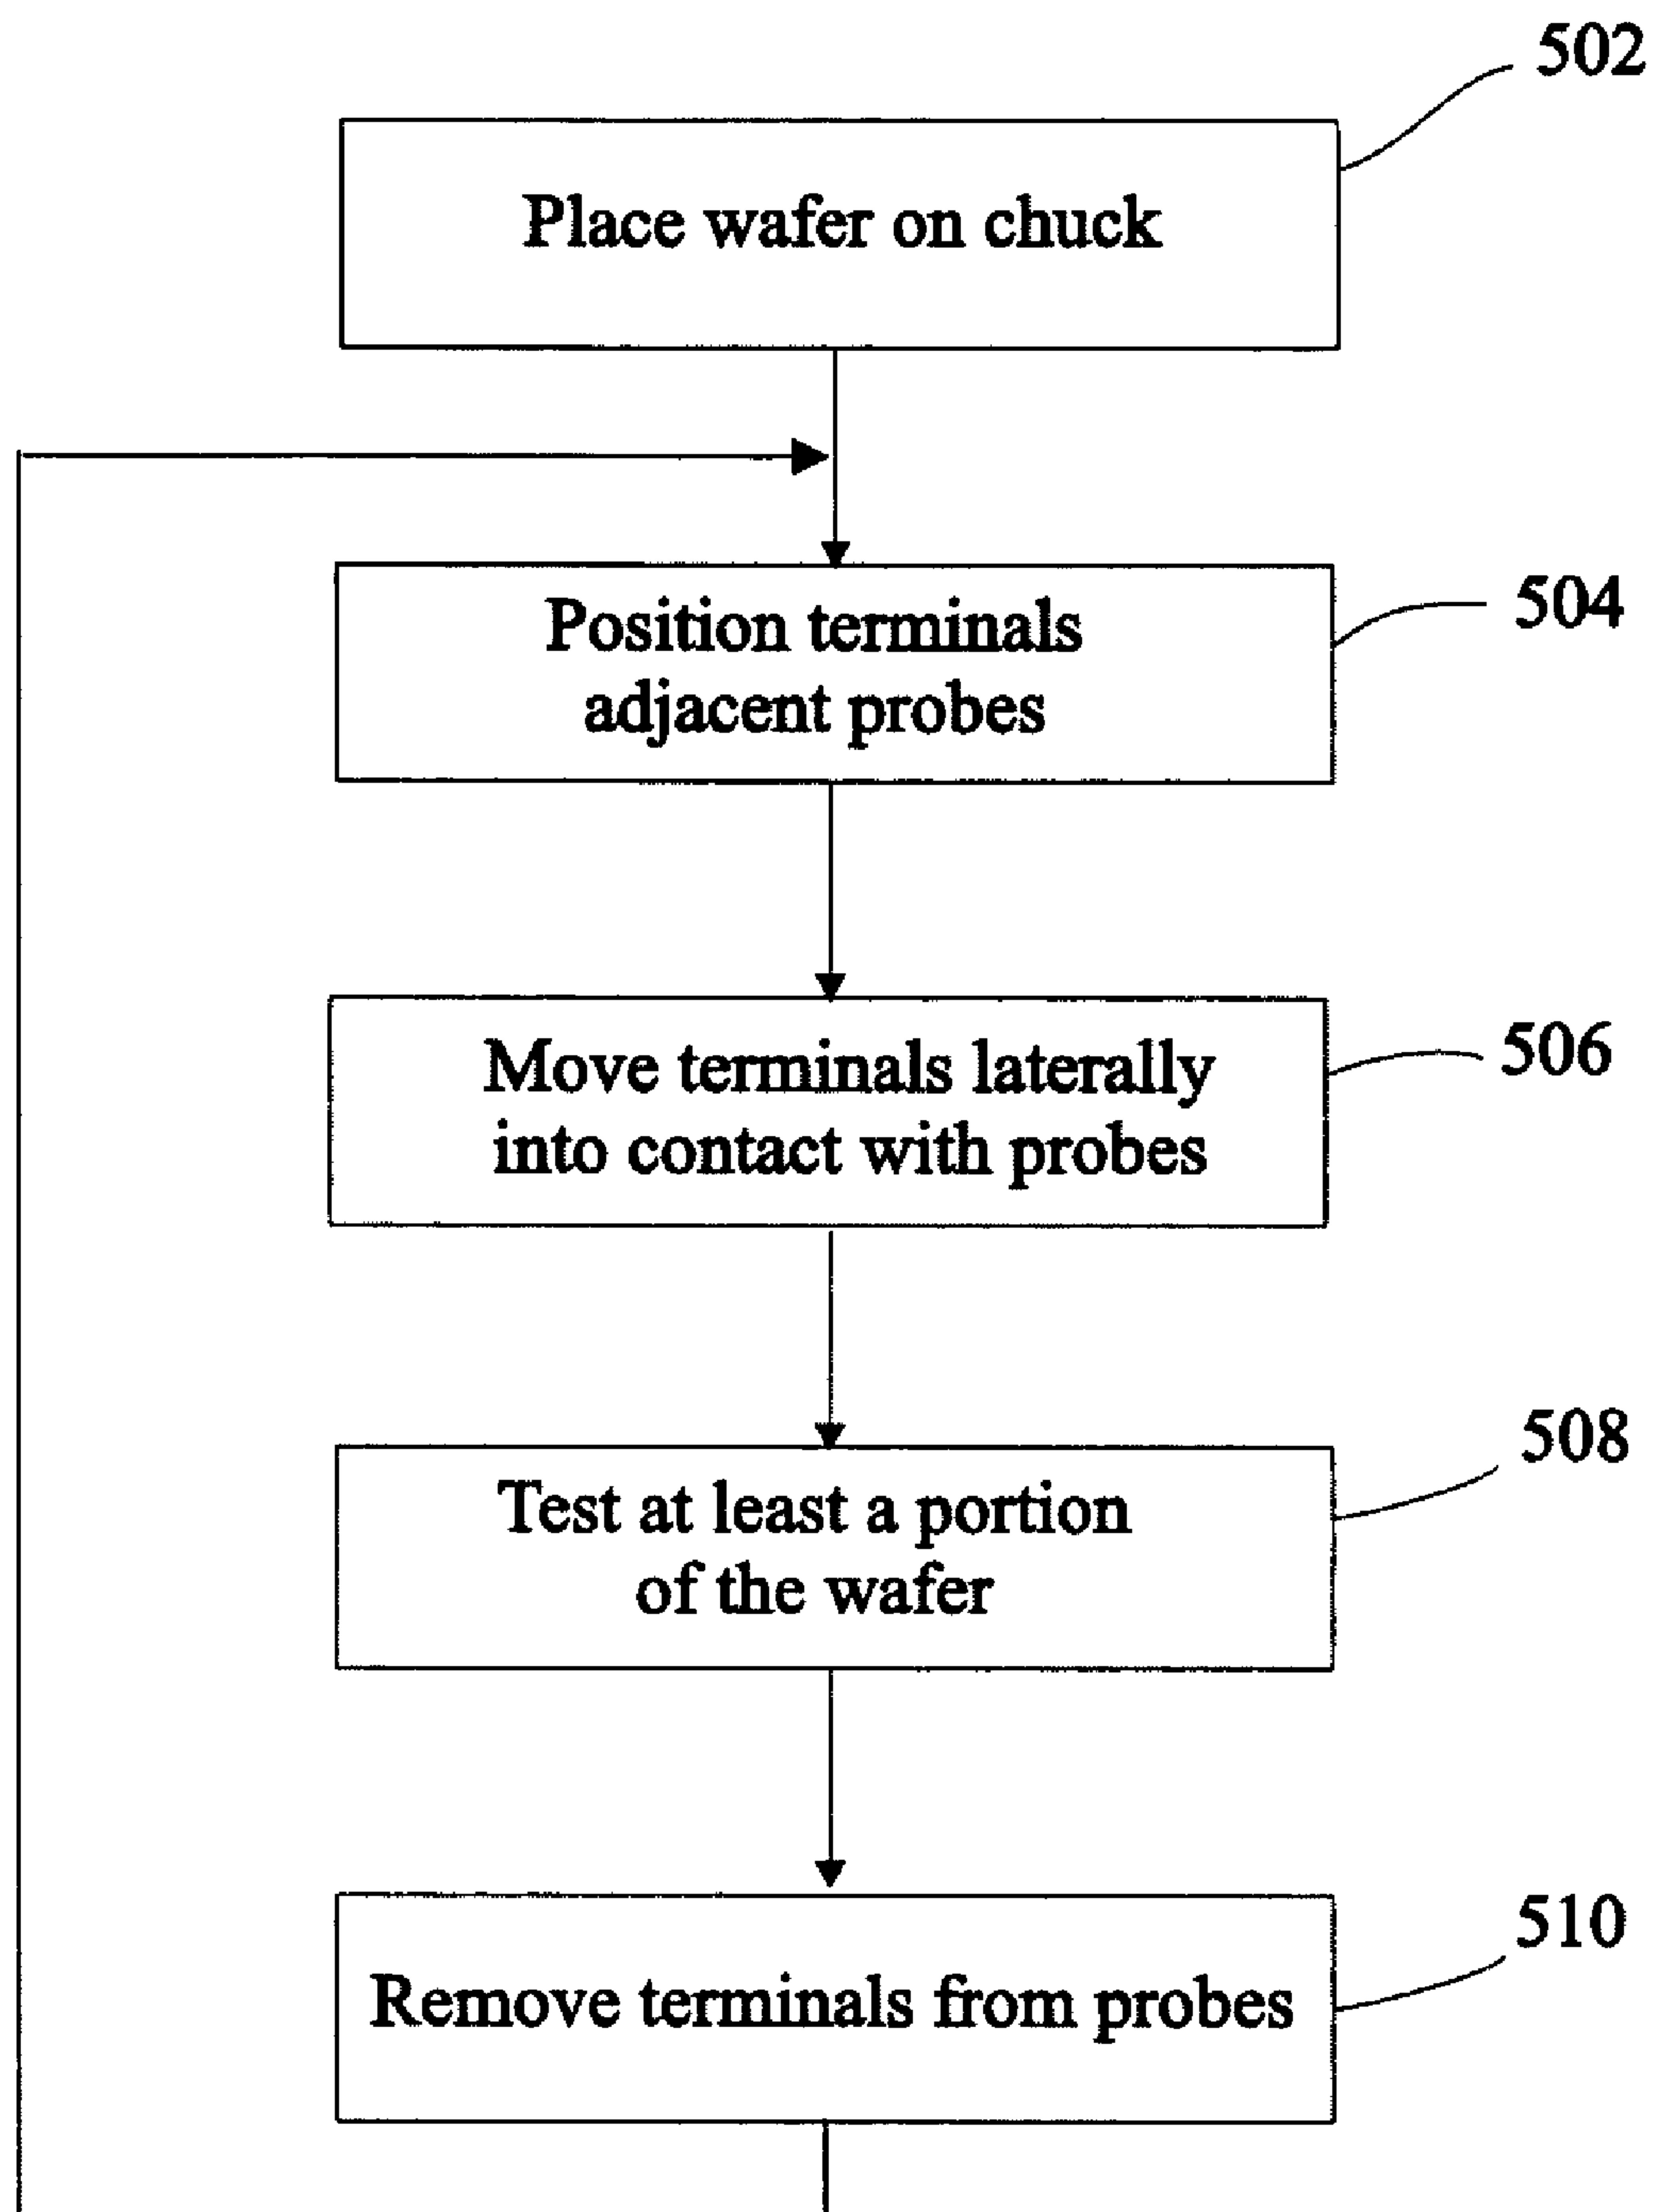 502
Place wafer on chuck
504
Position terminals
adjacent probes
506
Move terminals laterally
into contact with probes
508
Test at least a portion
of the wafer
510
Remove terminals from probes